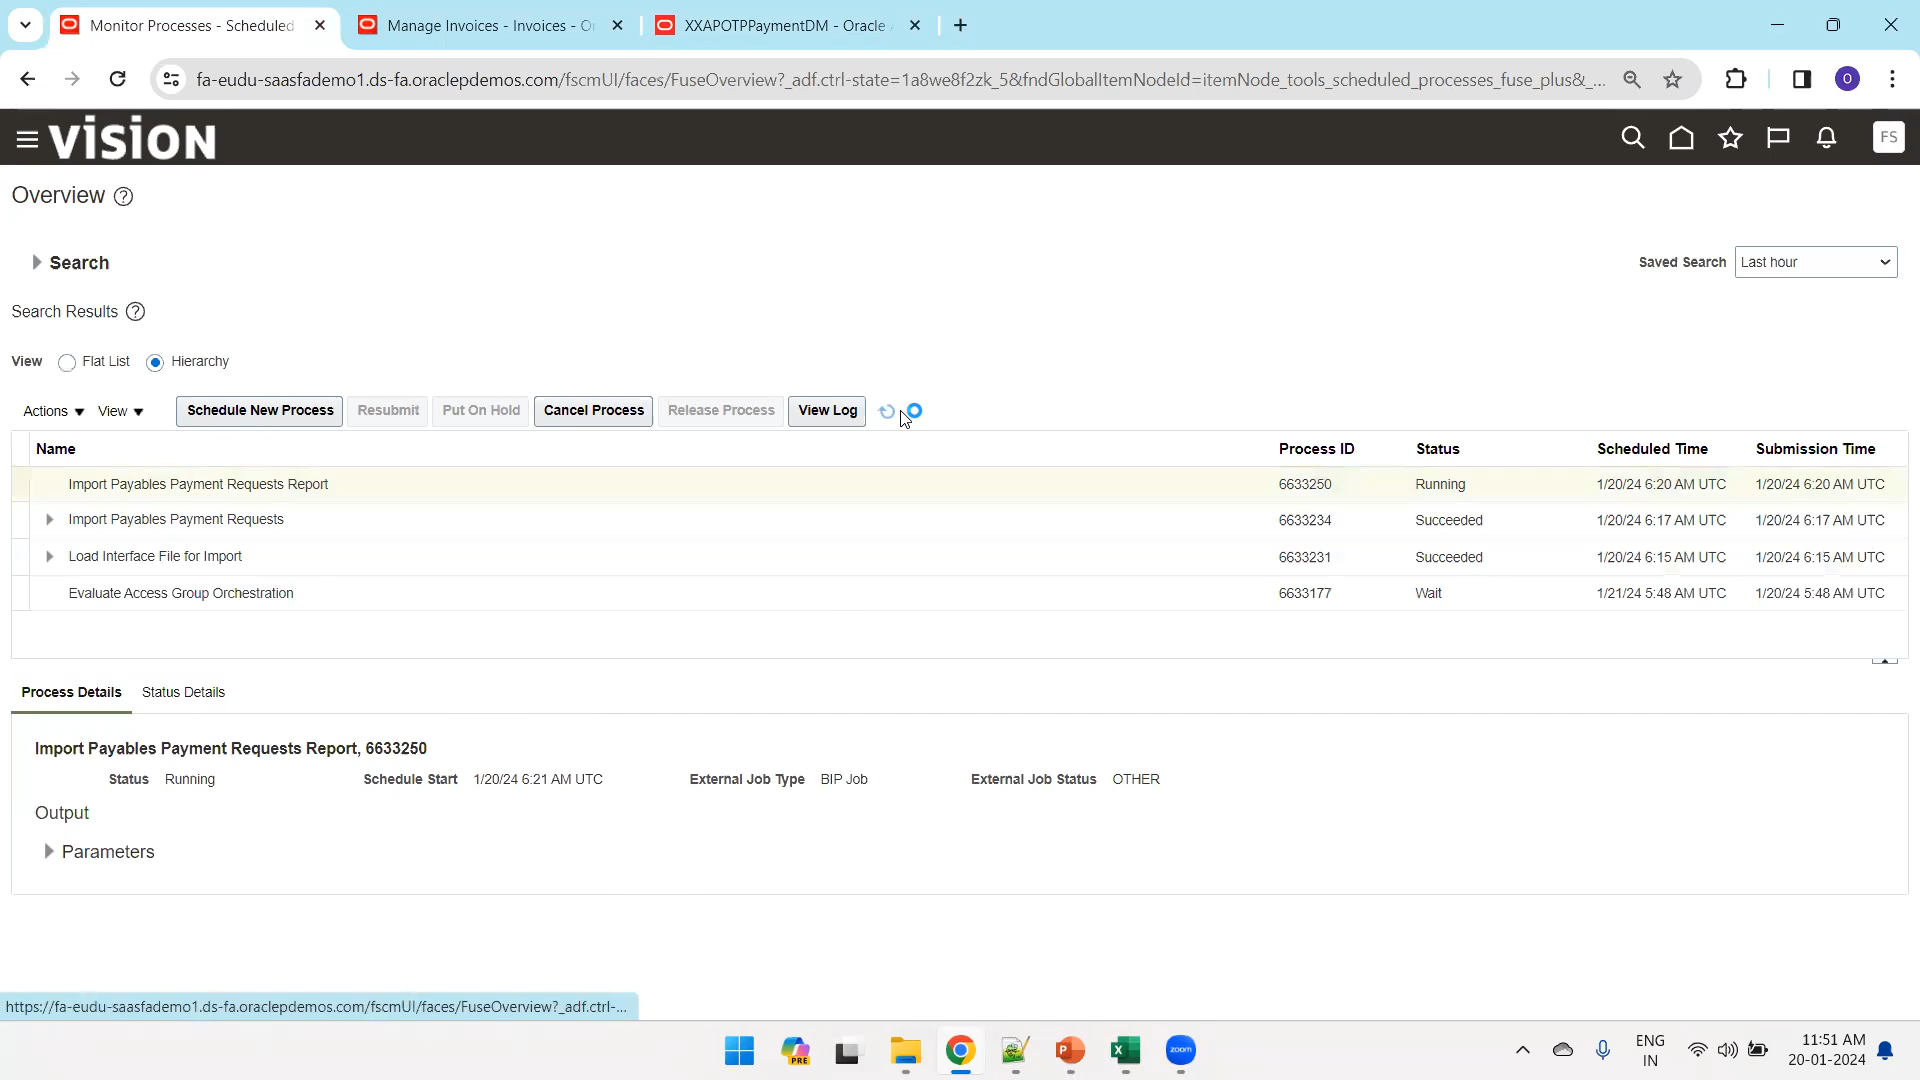 Monitor Processes - Scheduled
Manage Invoices - Invoices - Or
XXAPOTPPaymentDM - Oracle A
fa-eudu-saasfademo1.ds-fa.oraclepdemos.com/fscmUI/faces/FuseOverview?_adf.ctrl-state=1a8we8f2zk_5&fndGlobalItemNodeId=itemNode_tools_scheduled_processes_fuse_plus&_...
O
VISION
FS
Overview ?
Search
Saved Search Last hour
Search Results ?
View Flat List Hierarchy
Actions View Schedule New Process Resubmit Put On Hold Cancel Process Release Process View Log
Name Process ID Status Scheduled Time Submission Time
Import Payables Payment Requests Report 6633250 Running 1/20/24 6:20 AM UTC 1/20/24 6:20 AM UTC
Import Payables Payment Requests 6633234 Succeeded 1/20/24 6:17 AM UTC 1/20/24 6:17 AM UTC
Load Interface File for Import 6633231 Succeeded 1/20/24 6:15 AM UTC 1/20/24 6:15 AM UTC
Evaluate Access Group Orchestration 6633177 Wait 1/21/24 5:48 AM UTC 1/20/24 5:48 AM UTC
Process Details Status Details
Import Payables Payment Requests Report, 6633250
Status Running Schedule Start 1/20/24 6:21 AM UTC External Job Type BIP Job External Job Status OTHER
Output
Parameters
https://fa-eudu-saasfademo1.ds-fa.oraclepdemos.com/fscmUI/faces/FuseOverview?_adf.ctrl-...
PRE
P
X
zoom
ENG
IN
11:51 AM
20-01-2024